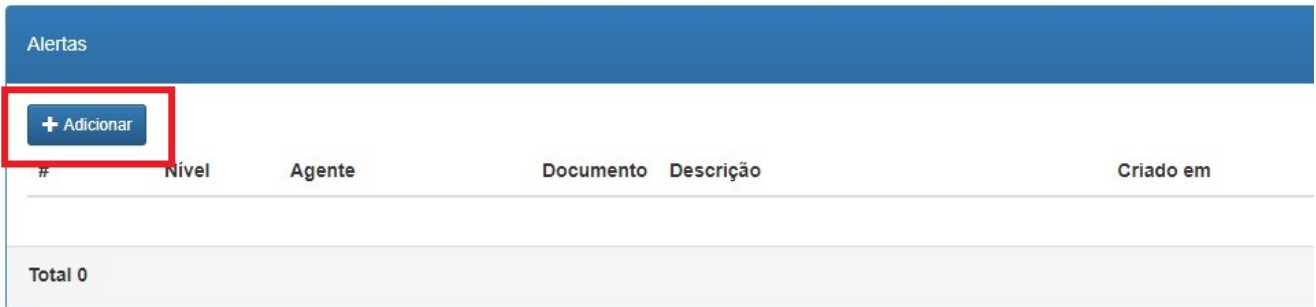 Alertas
+ Adicionar
# Nível Agente Documento Descrição Criado em
Total 0